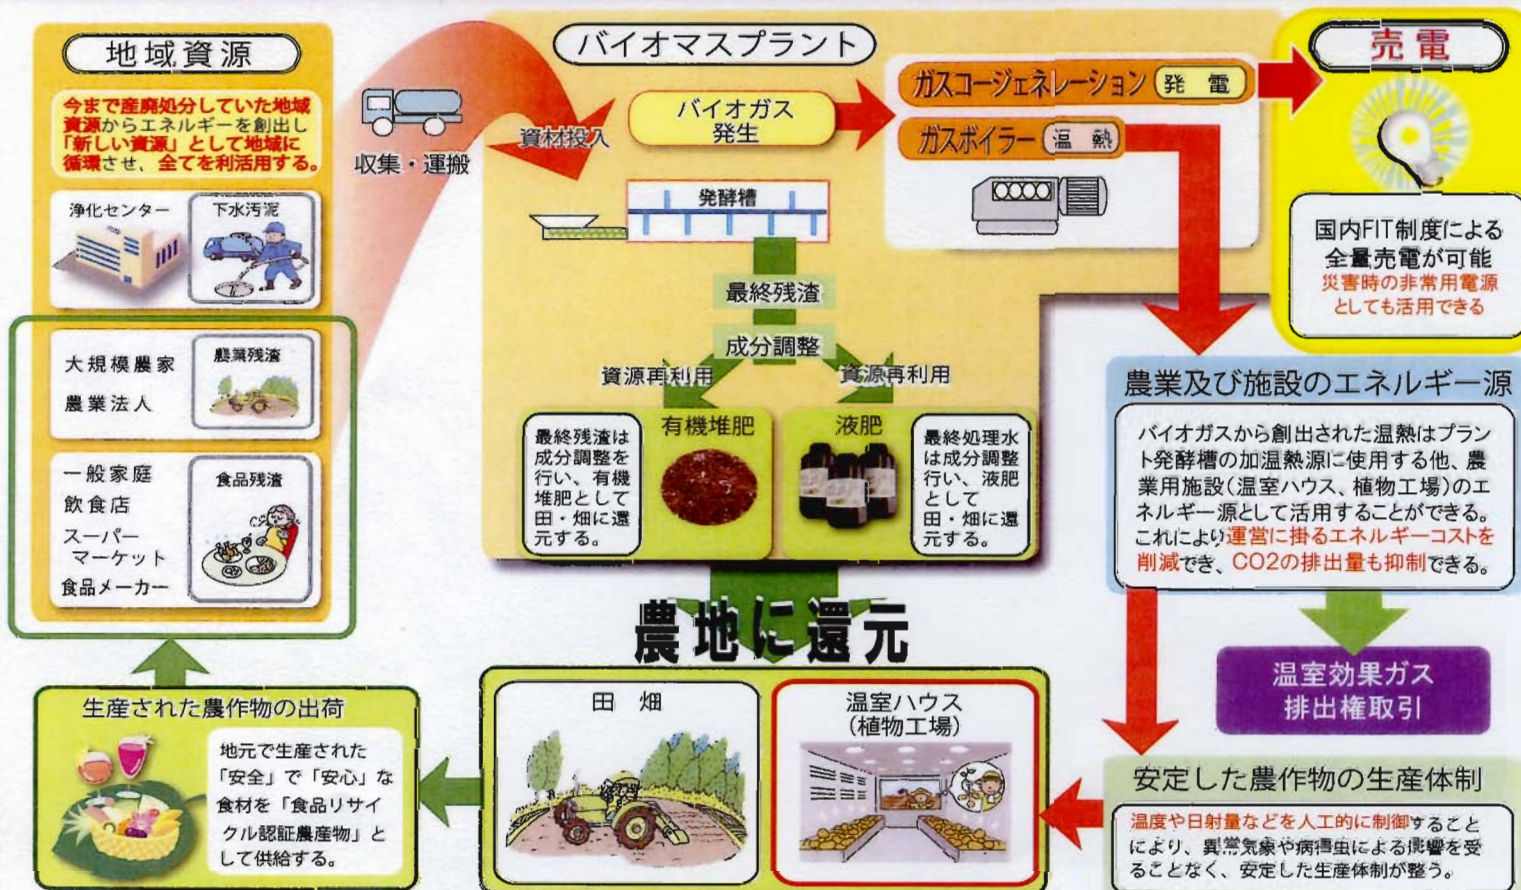 地域資源
今まで産廃処分していた地域
資源からエネルギーを創出し
「新しい資源」として地域に
循環させ、全てを利活用する。
浄化センター
下水汚泥
大規模農家
農業法人
農業残渣
一般家庭
飲食店
スーパー
マーケット
食品メーカー
食品残渣
収集・運搬
資材投入
バイオマスプラント
バイオガス
発生
発酵槽
ガスコージェネレーション 発電
ガスボイラー 温熱
売電
国内FIT制度による
全量売電が可能
災害時の非常用電源
としても活用できる
最終残渣
成分調整
資源再利用
資源再利用
最終残渣は
成分調整を
行い、有機
堆肥として
田・畑に還
元する。
有機堆肥
液肥
最終処理水
は成分調整
行い、液肥
として
田・畑に還
元する。
農業及び施設のエネルギー源
バイオガスから創出された温熱はプラン
ト発酵槽の加温熱源に使用する他、農
業用施設(温室ハウス、植物工場)のエ
ネルギー源として活用することができる。
これにより運営に掛るエネルギーコストを
削減でき、CO2の排出量も抑制できる。
温室効果ガス
排出権取引
農地に還元
田畑
温室ハウス
(植物工場)
安定した農作物の生産体制
温度や日射量などを人工的に制御すること
により、異常気象や病害虫による影響を受
ることなく、安定した生産体制が整う。
生産された農作物の出荷
地元で生産された
「安全」で「安心」な
食材を「食品リサイ
クル認証農産物」と
して供給する。